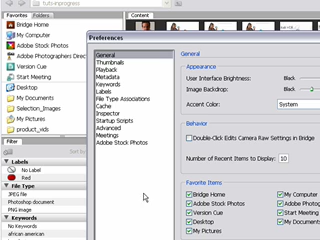 tuts-inprogress
Favorites
Folders
Content
Bridge Home
My Computer
Adobe Stock Photos
Adobe Photographers Direc
Version Cue
Start Meeting
Desktop
My Documents
Selection_Images
My Pictures
product_vids
Filter
Labels
No Label
Red
File Type
JPEG file
Photoshop document
PNG image
Keywords
No Keywords
african american
Preferences
General
Thumbnails
Playback
Metadata
Keywords
Labels
File Type Associations
Cache
Inspector
Startup Scripts
Advanced
Meetings
Adobe Stock Photos
General
Appearance
User Interface Brightness: Black
Image Backdrop: Black
Accent Color: System
Behavior
Double-Click Edits Camera Raw Settings in Bridge
Number of Recent Items to Display: 10
Favorite Items
Bridge Home
My Computer
Adobe Stock Photos
Adobe Photogr
Version Cue
Start Meeting
Desktop
My Documents
My Pictures